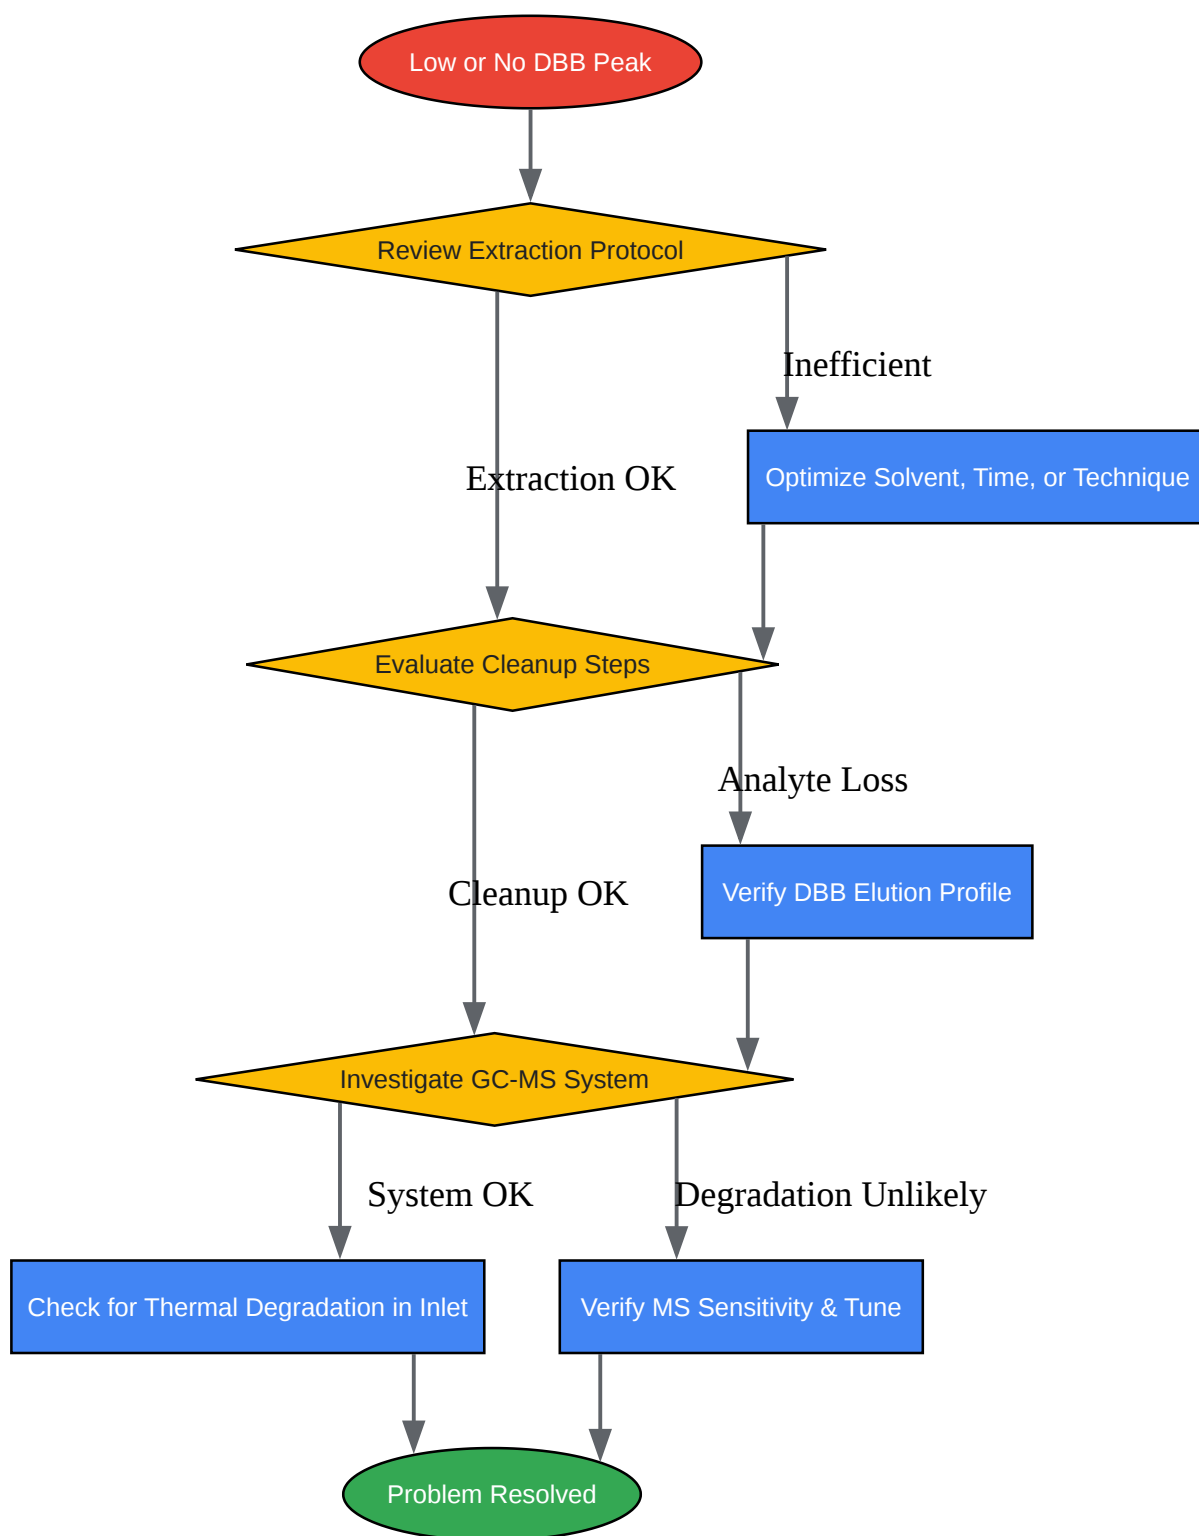 Low or No DBB Peak
Review Extraction Protocol
Inefficient
Extraction OK
Optimize Solvent, Time, or Technique
Evaluate Cleanup Steps
Analyte Loss
Cleanup OK
Verify DBB Elution Profile
Investigate GC-MS System
System OK
Degradation Unlikely
Check for Thermal Degradation in Inlet
Verify MS Sensitivity & Tune
Problem Resolved